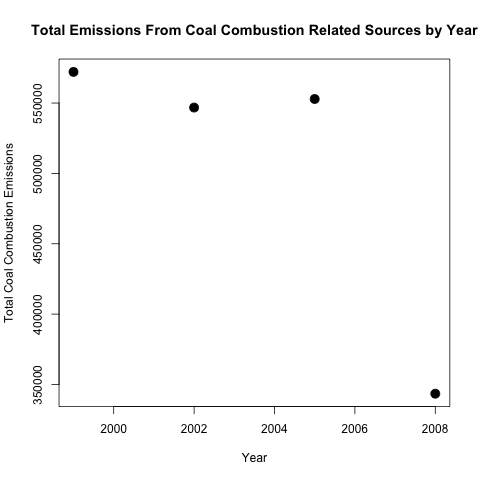 Total Emissions From Coal Combustion Related Sources by Year
Total Coal Combustion Emissions
550000
500000
450000
400000
350000
2000 2002 2004 2006 2008
Year